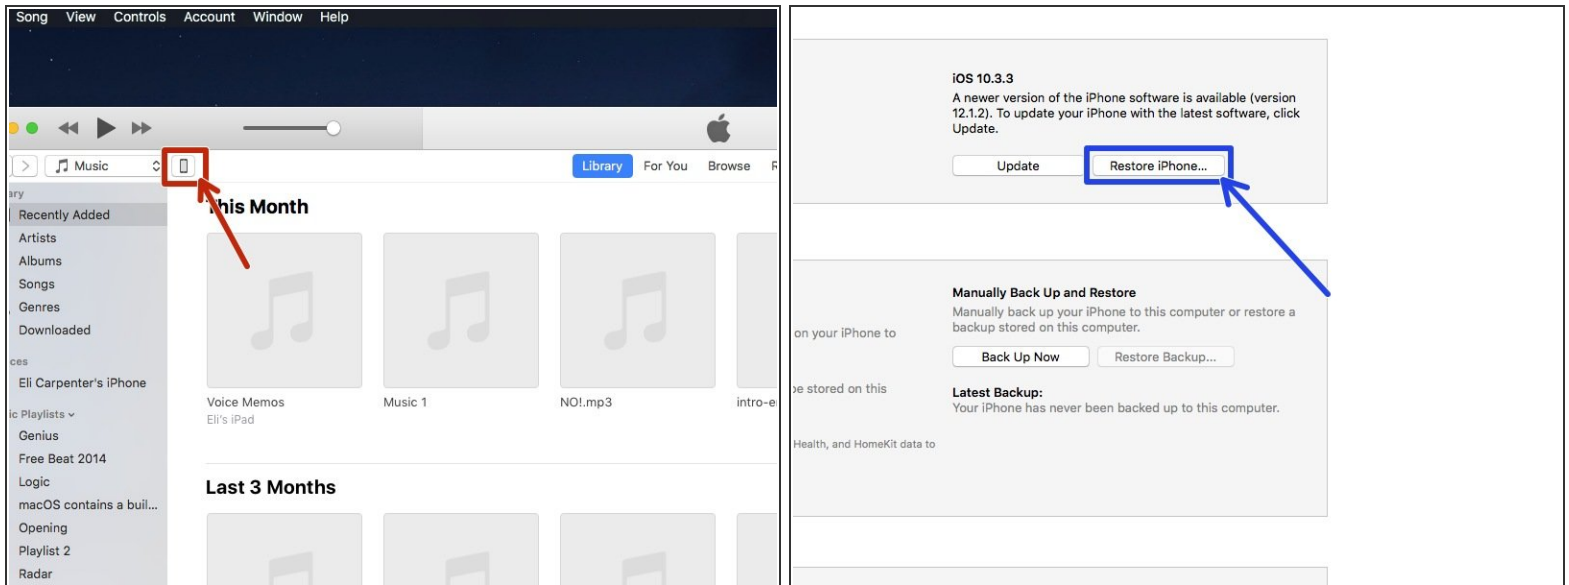 Song View Controls Account Window Help
Music
Library For You Browse
Recently Added
Artists
Albums
Songs
Genres
Downloaded
Eli Carpenter's iPhone
Genius
Free Beat 2014
Logic
macOS contains a buil...
Opening
Playlist 2
Radar
This Month
Voice Memos
Eli's iPad
Music 1
NO!.mp3
intro-e
Last 3 Months
iOS 10.3.3
A newer version of the iPhone software is available (version
12.1.2). To update your iPhone with the latest software, click
Update.
Update Restore iPhone...
on your iPhone to
be stored on this
Health, and HomeKit data to
Manually Back Up and Restore
Manually back up your iPhone to this computer or restore a
backup stored on this computer.
Back Up Now Restore Backup...
Latest Backup:
Your iPhone has never been backed up to this computer.